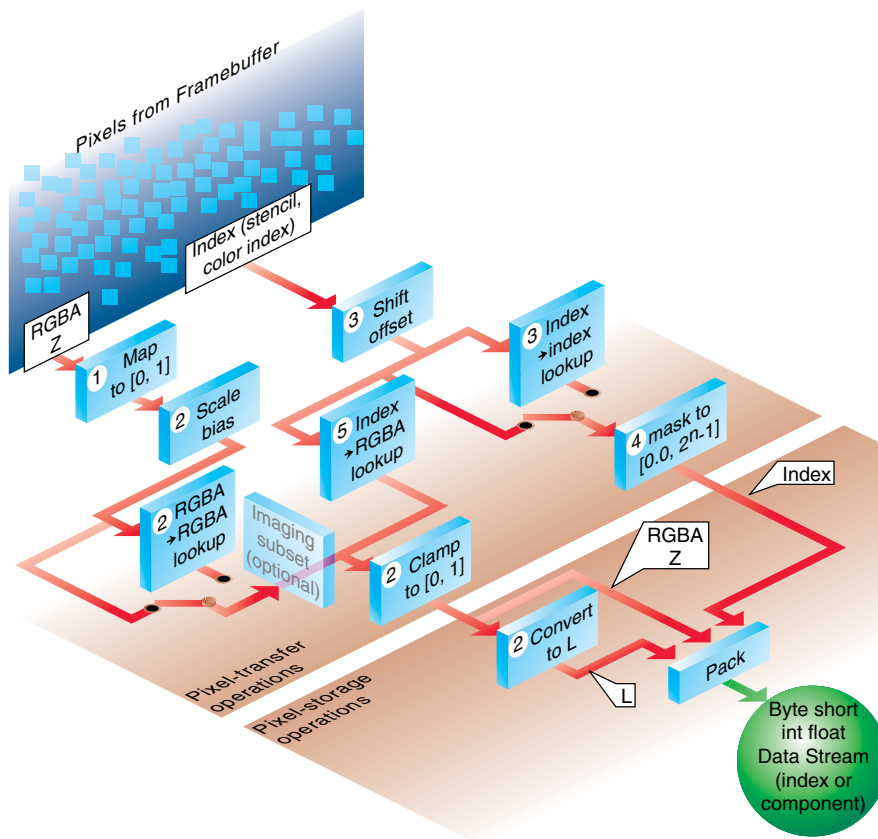 Pixels from Framebuffer
Index (stencil,
color index)
RGBA
Z
1 Map
to [0, 1]
2 Scale
bias
3 Shift
offset
3 Index
➔index
lookup
5 Index
➔RGBA
lookup
4 mask to
[0.0, 2n-1]
2 RGBA
➔RGBA
lookup
Imaging
subset
(optional)
2 Clamp
to [0, 1]
Index
RGBA
Z
2 Convert
to L
L
Pack
Pixel-transfer
operations
Pixel-storage
operations
Byte short
int float
Data Stream
(index or
component)